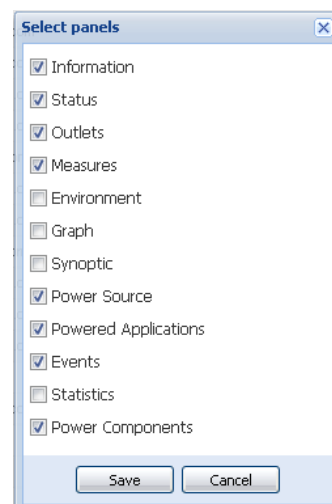 Select panels
Information
Status
Outlets
Measures
Environment
Graph
Synoptic
Power Source
Powered Applications
Events
Statistics
Power Components
Save
Cancel